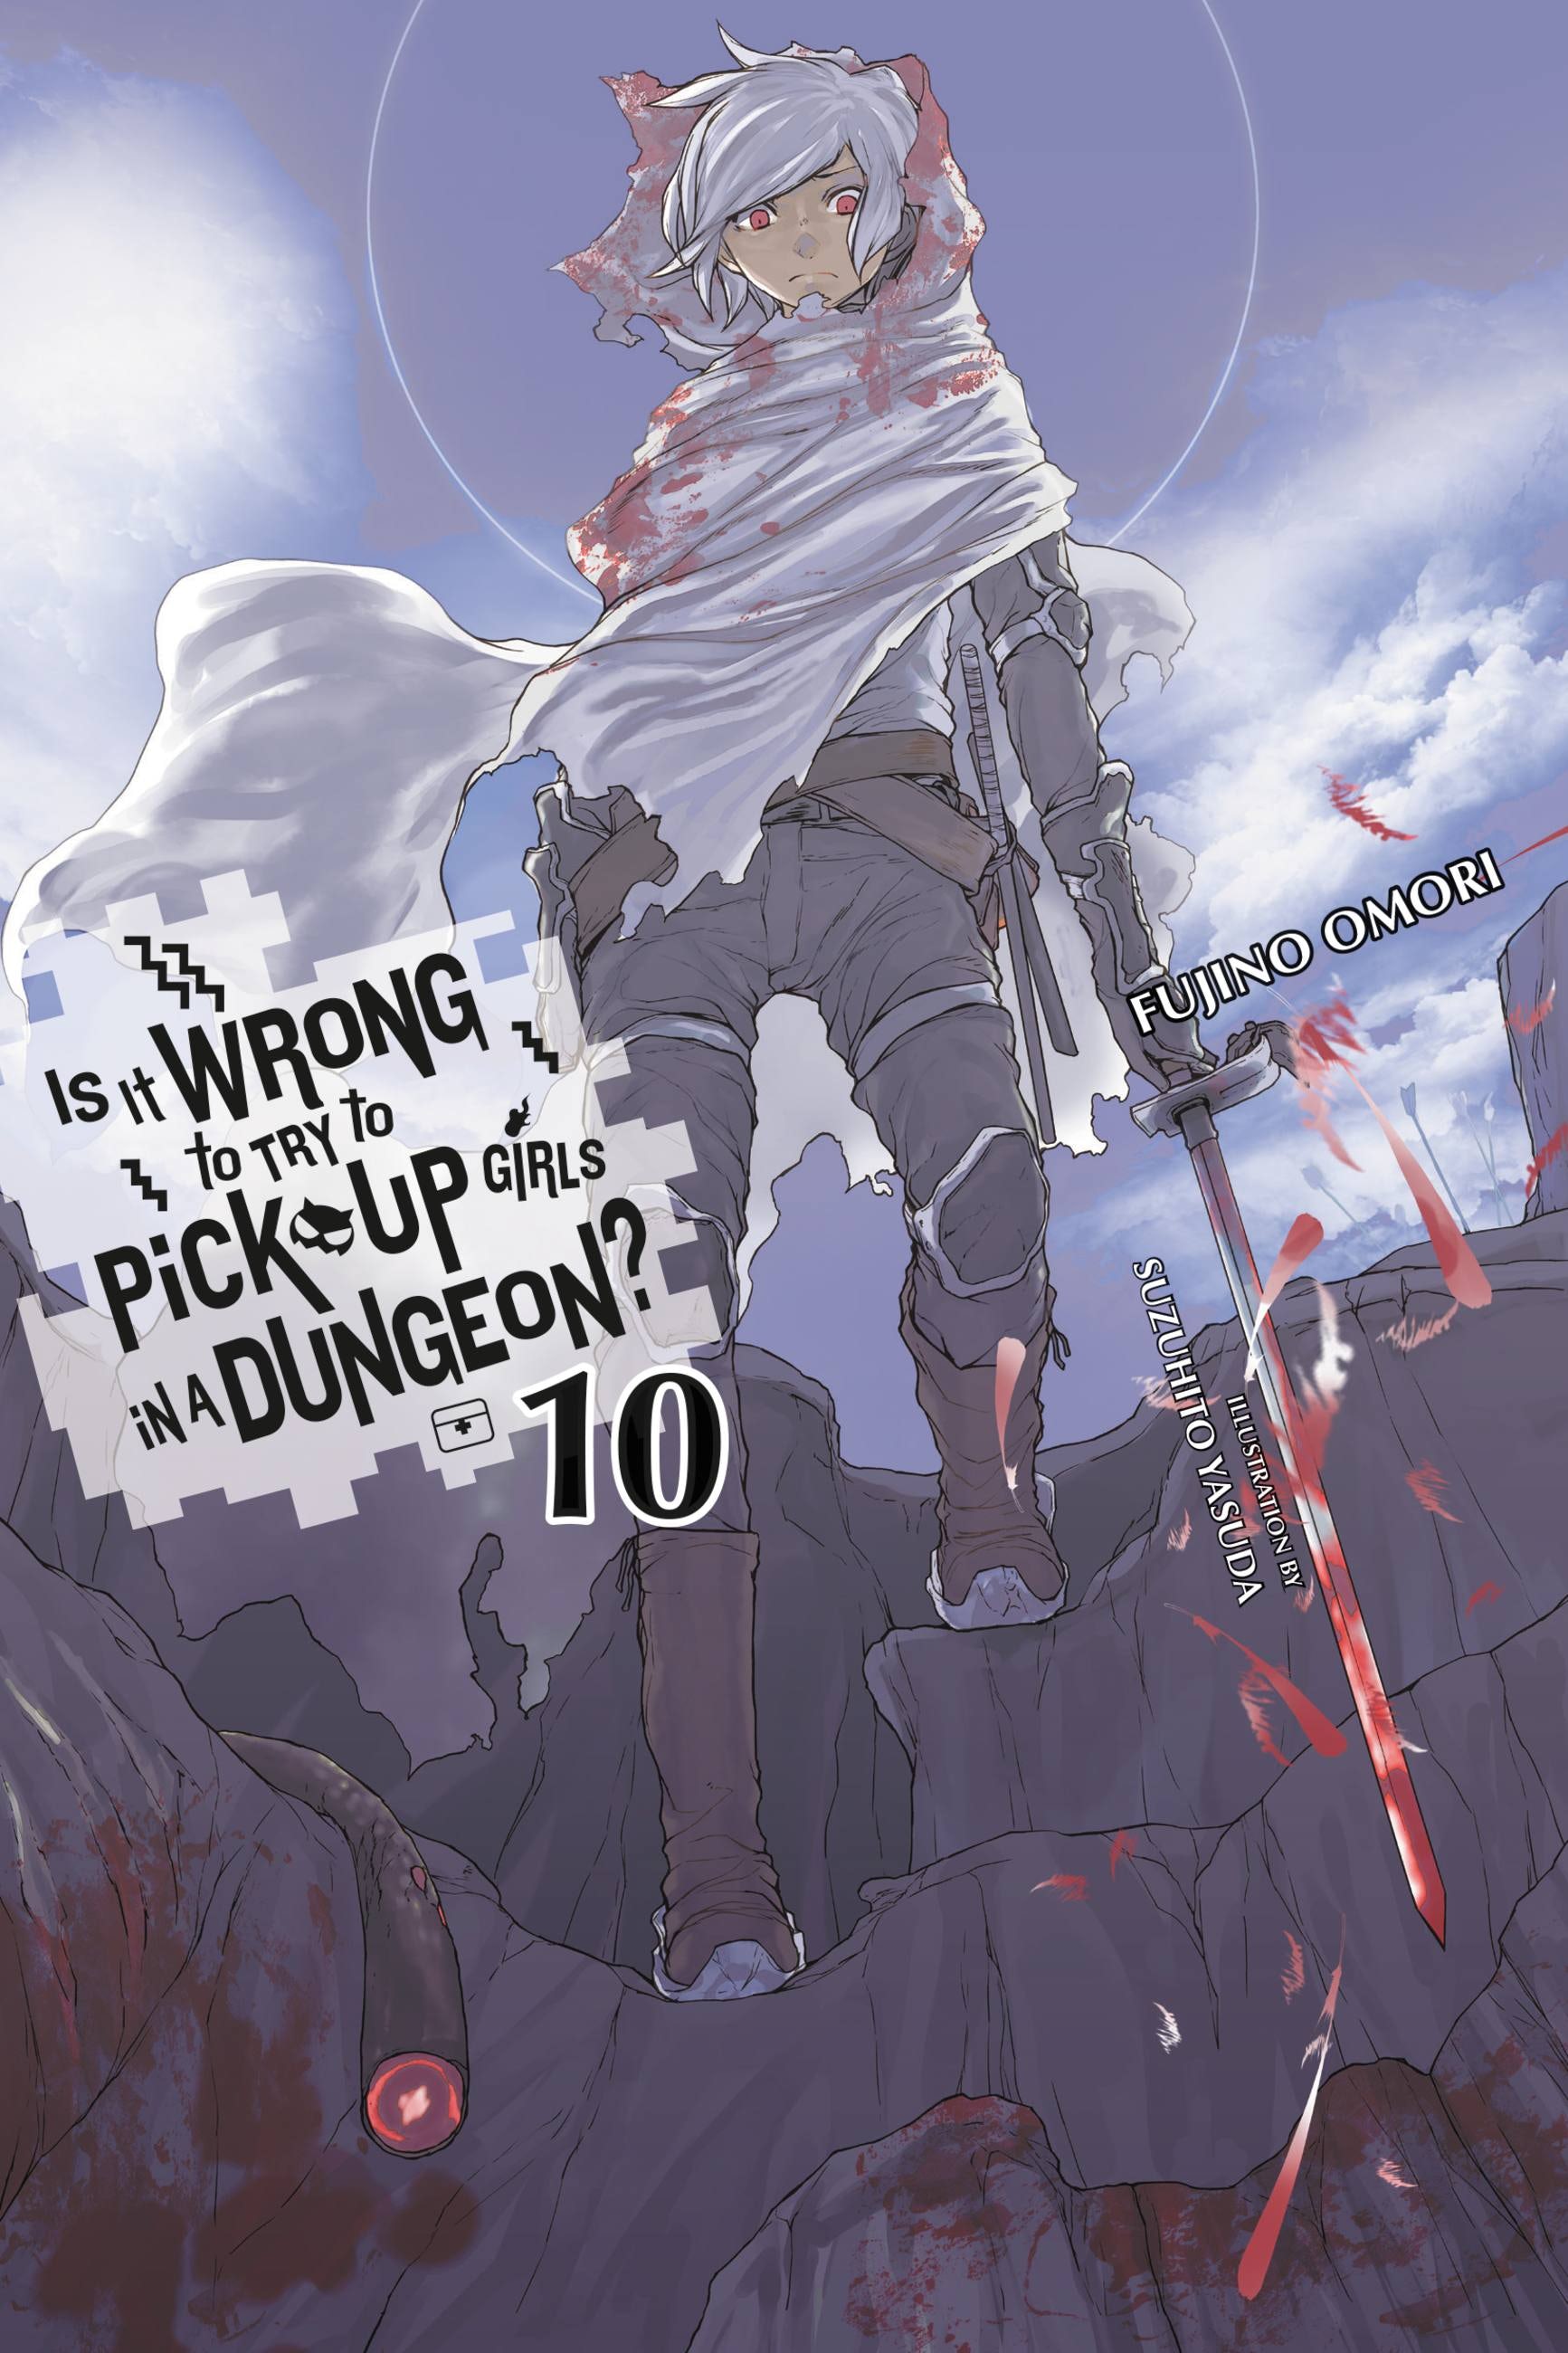 Is It WRONG
to TRY to
PiCK UP GIRLS
iN A DUNGEON?
10
FUJINO OMORI
ILLUSTRATION BY
SUZUHITO YASUDA